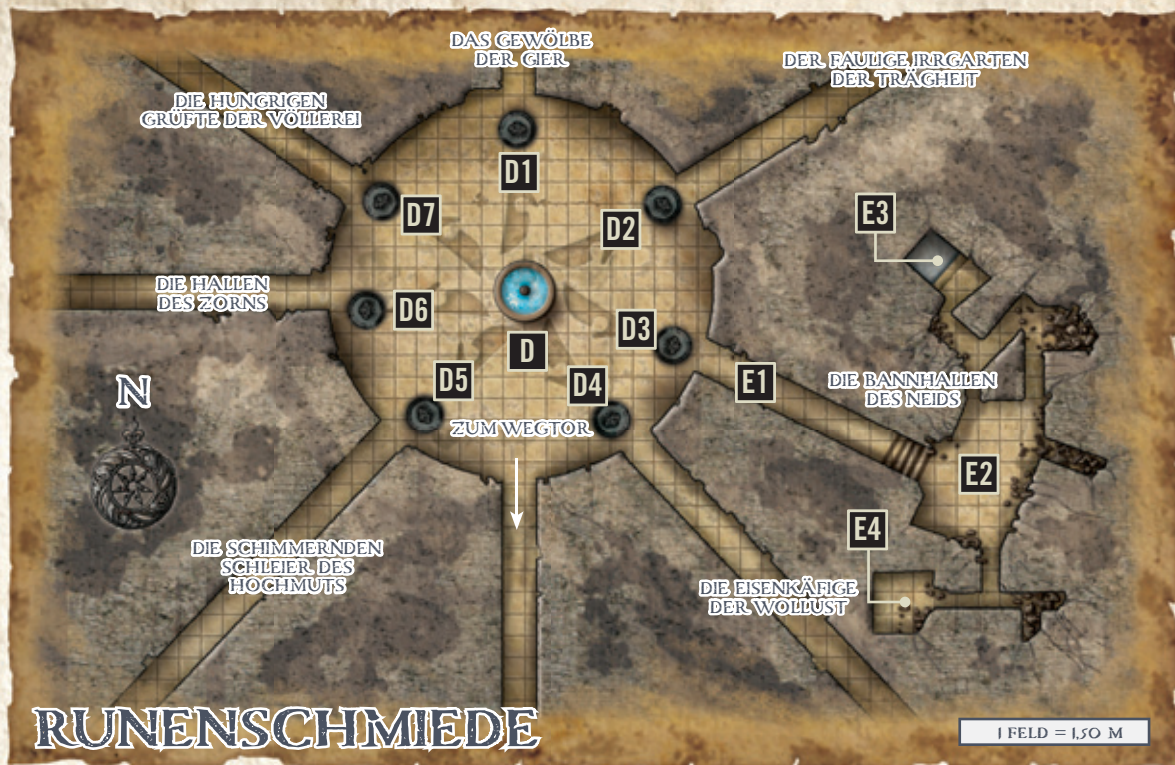 DAS GEWÖLBE
DER GIER
DER FAULIGE IRRGARTEN
DER TRÄGHEIT
DIE HUNGRIGEN
GRÜFTE DER VÖLLEREI
D1
D7
D2
E3
DIE HALLEN
DES ZORNS
D6
D3
D
D5
D4
E1
DIE BANNHALLEN
DES NEIDS
N
ZUM WEGTOR
E2
E4
DIE SCHIMMERNDEN
SCHLEIER DES
HOCHMUTS
DIE EISENKÄFIGE
DER WOLLUST
RUNENSCHMIEDE
1 FELD = 1,50 M